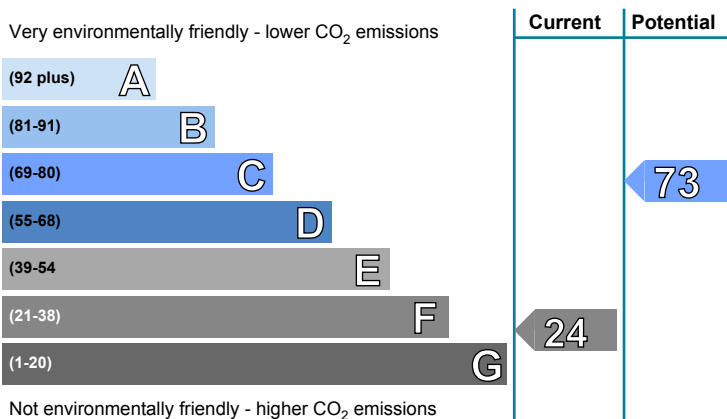 Very environmentally friendly - lower CO2 emissions
Current
Potential
(92 plus) A
(81-91) B
(69-80) C
73
(55-68) D
(39-54 E
(21-38) F
24
(1-20) G
Not environmentally friendly - higher CO2 emissions